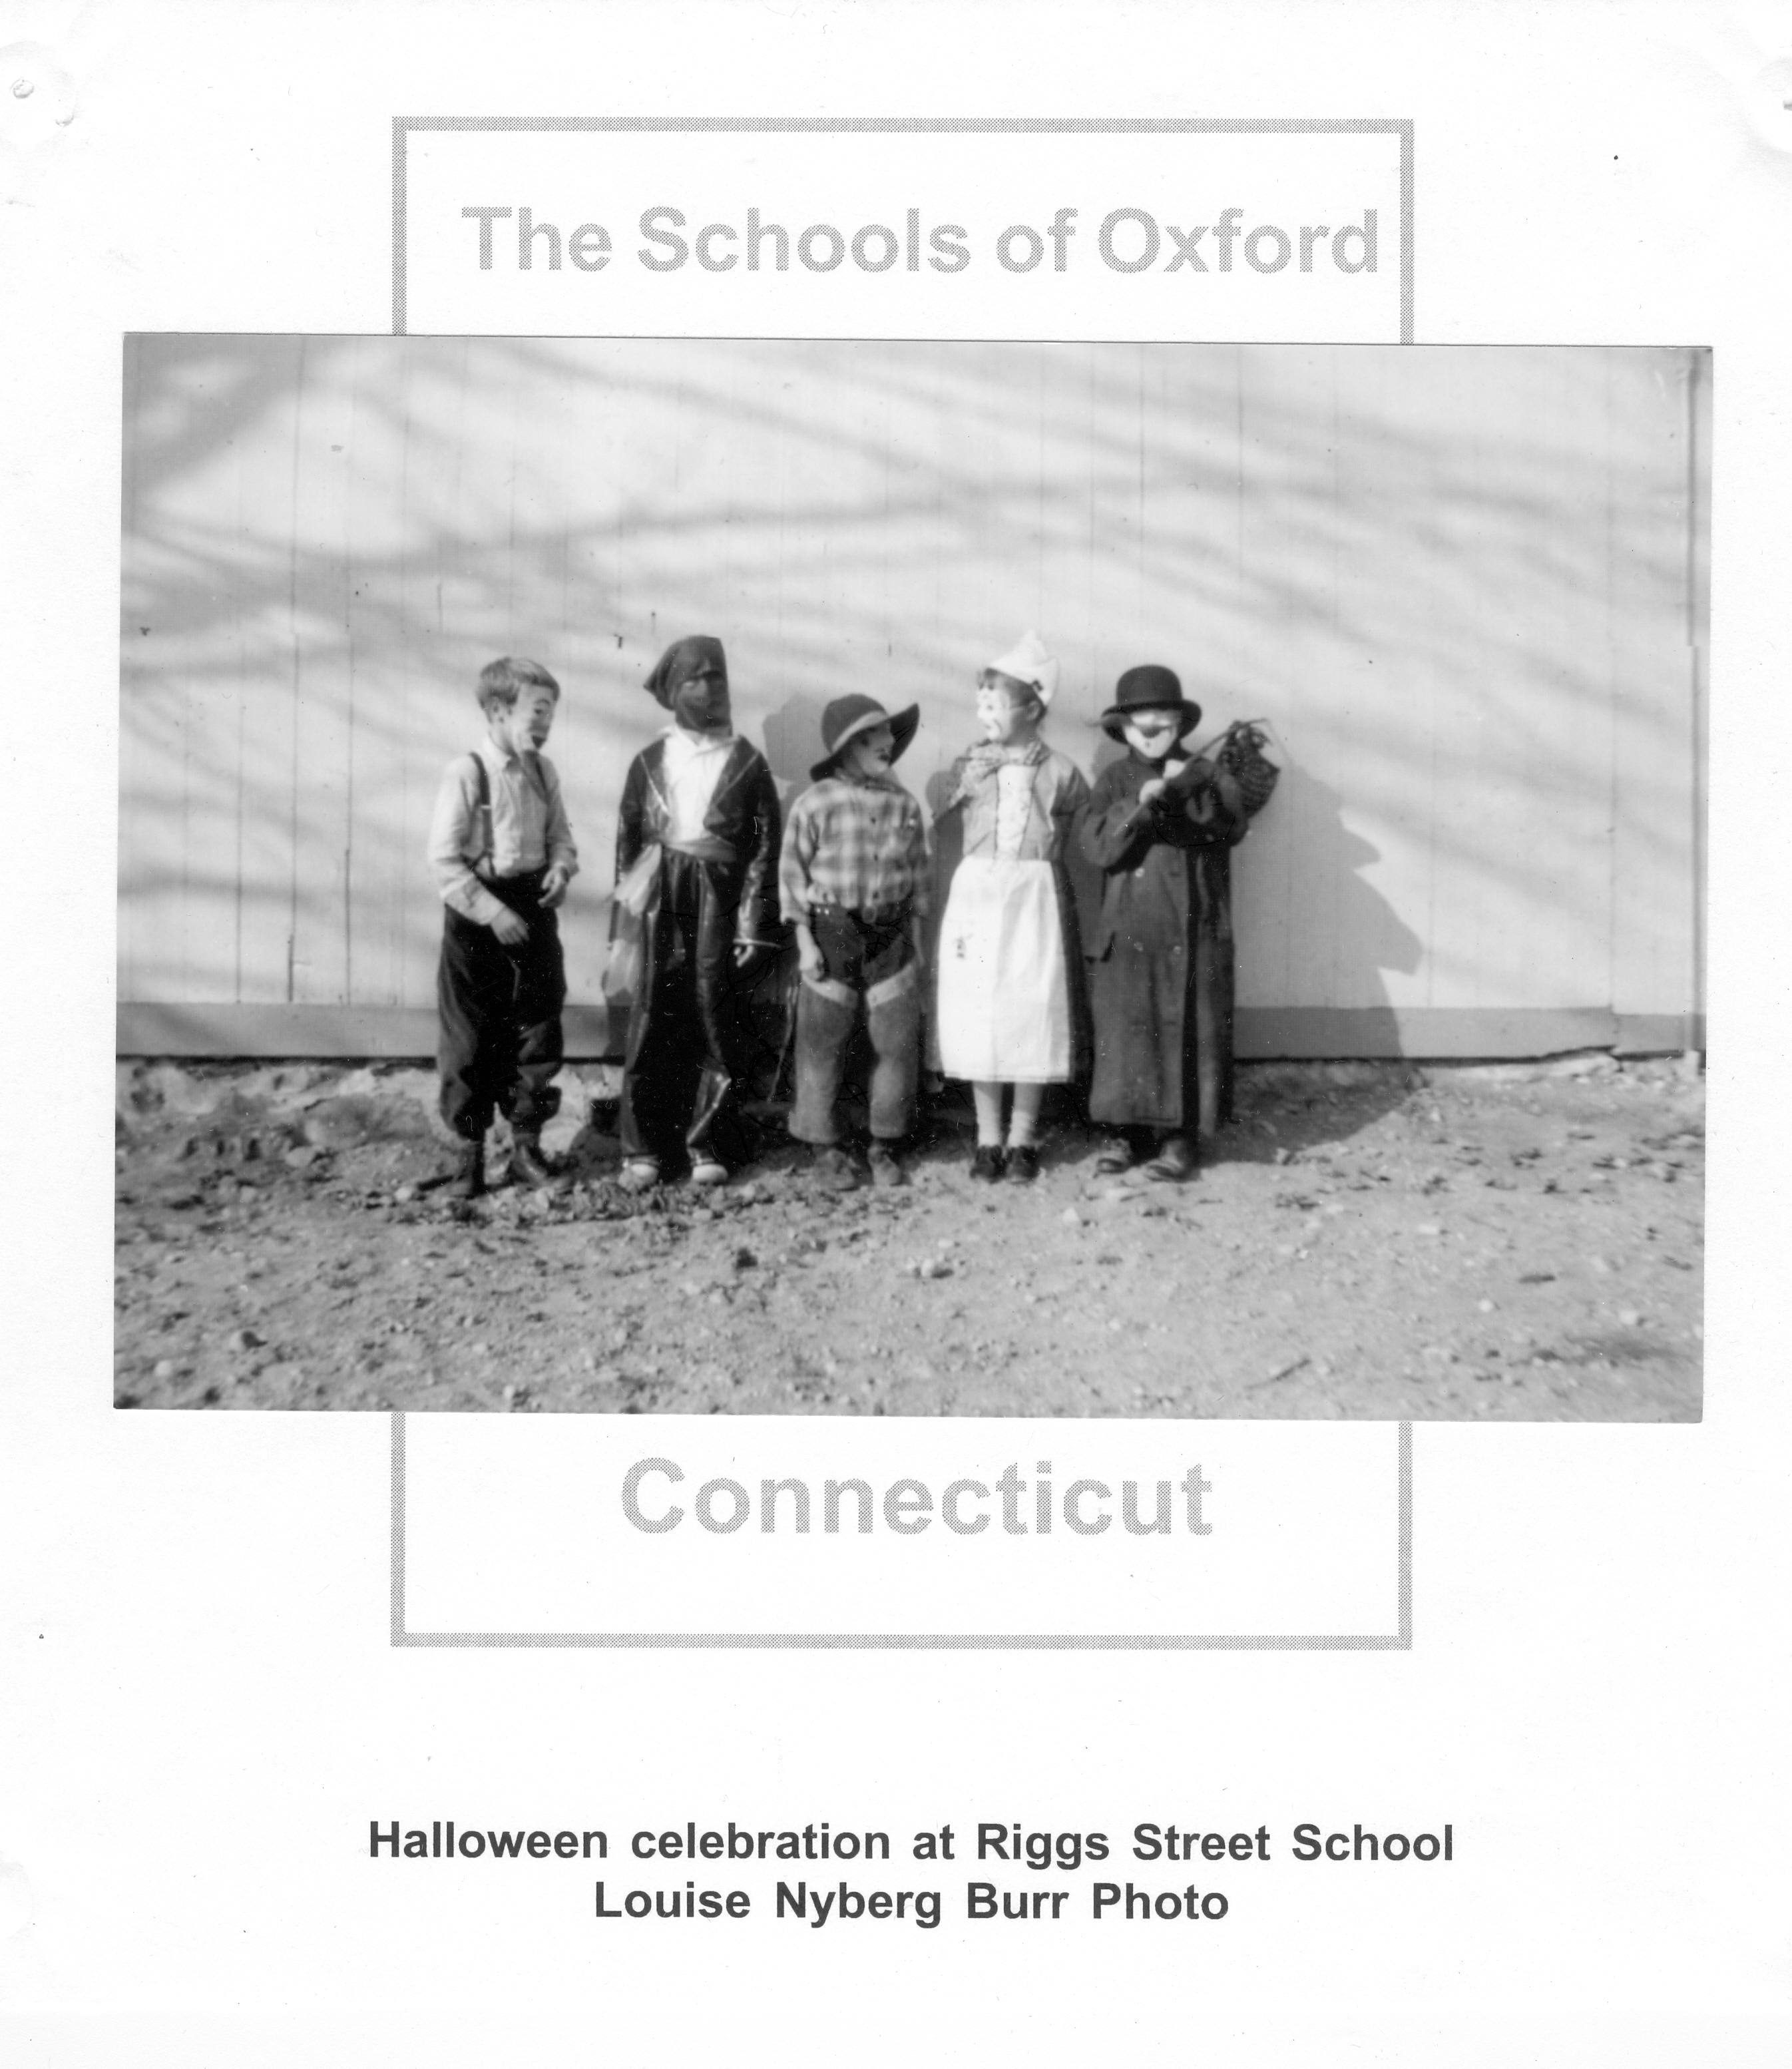 The Schools of Oxford
Connecticut
Halloween celebration at Riggs Street School
Louise Nyberg Burr Photo